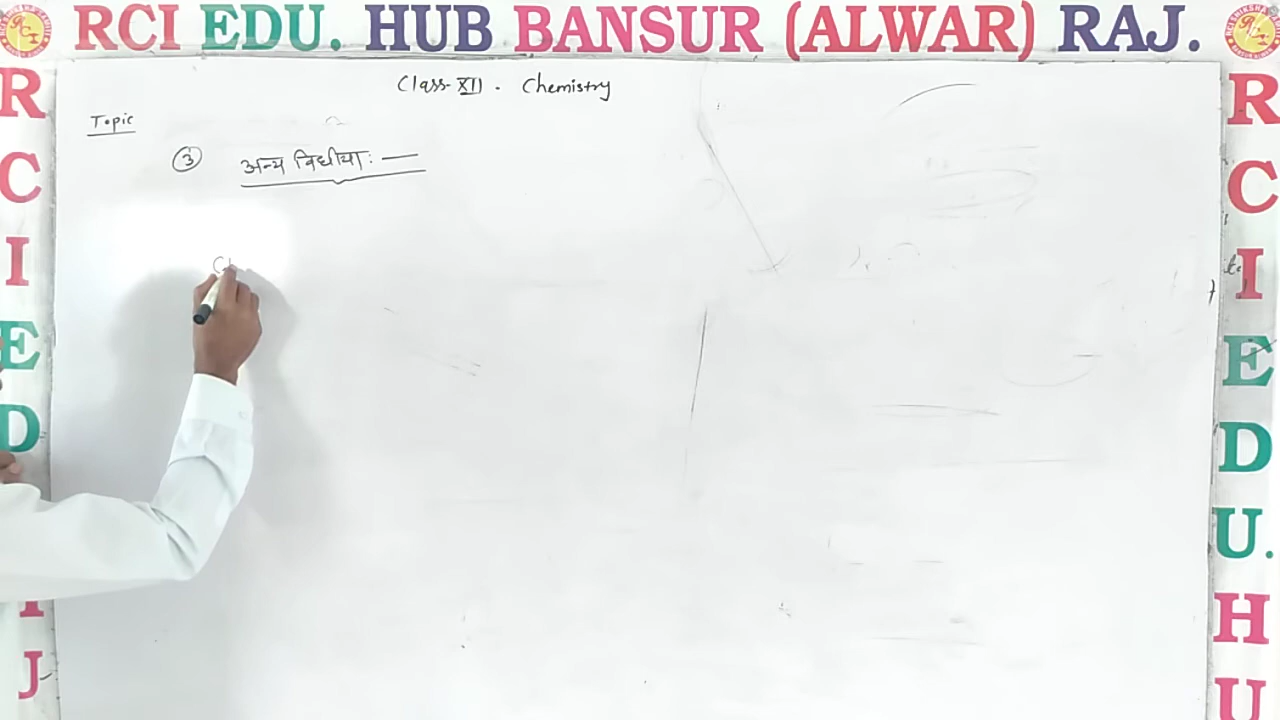 RCI EDU. HUB BANSUR (ALWAR) RAJ.
Class-XII. Chemistry
Topic
③ अन्य विधीया: —
C
R
C
I
E
D
J
R
C
I
E
D
U.
H
U